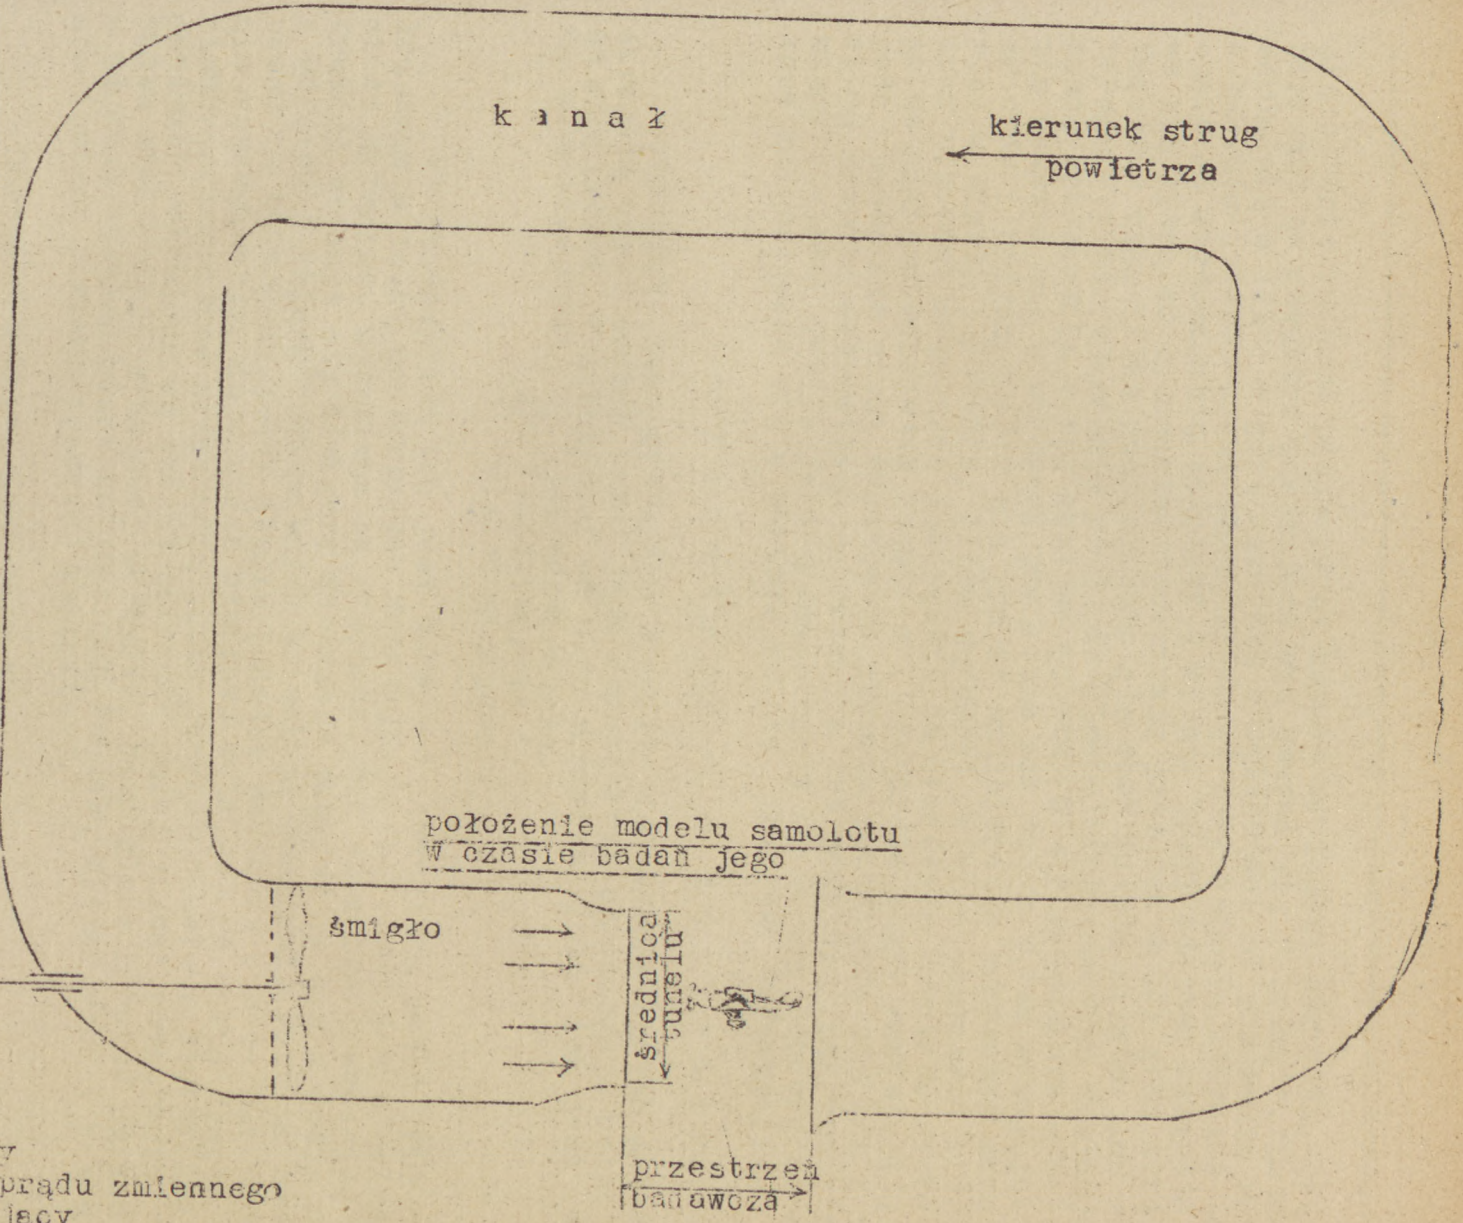 k a n a ł
kierunek strug
powietrza
położenie modelu samolotu
w czasie badań jego
śmigło
średnica
tunelu
przestrzeń
badawcza
prądu zmiennego